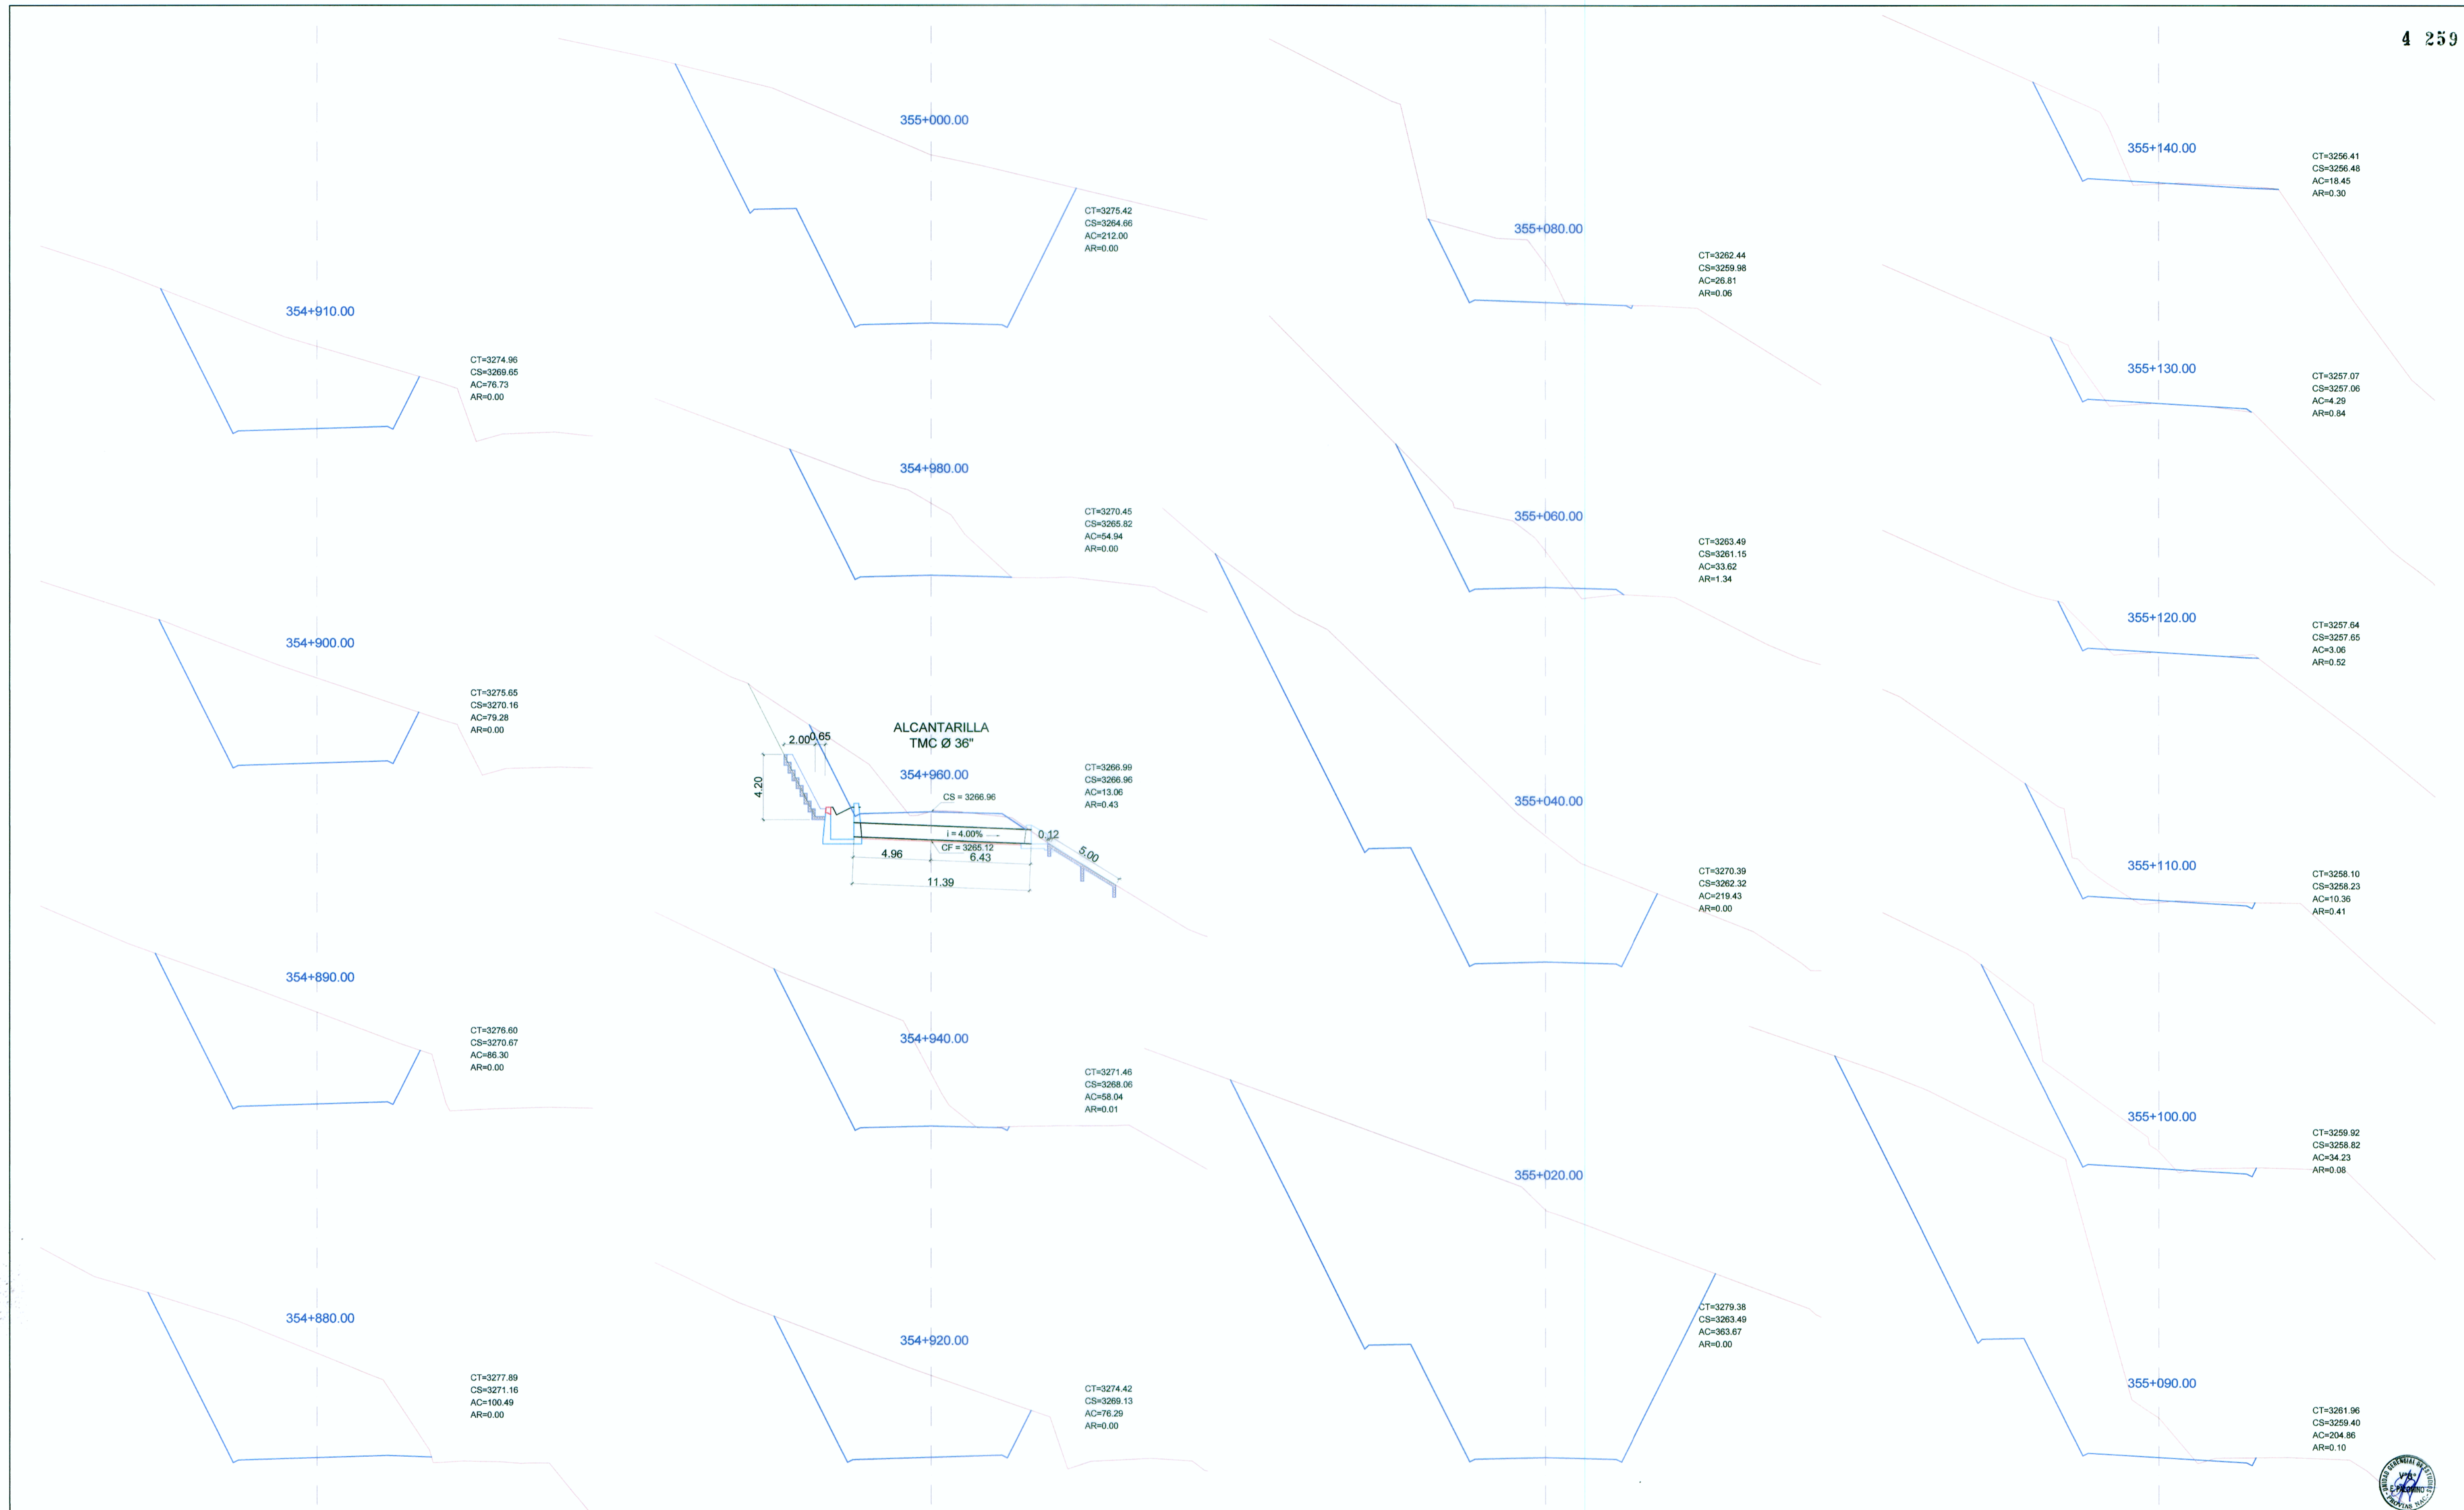 4 259
354+910.00
CT=3274.96
CS=3269.65
AC=76.73
AR=0.00
354+900.00
CT=3275.65
CS=3270.16
AC=79.28
AR=0.00
354+890.00
CT=3276.60
CS=3270.67
AC=86.30
AR=0.00
354+880.00
CT=3277.89
CS=3271.16
AC=100.49
AR=0.00
355+000.00
CT=3275.42
CS=3264.66
AC=212.00
AR=0.00
354+980.00
CT=3270.45
CS=3265.82
AC=54.94
AR=0.00
ALCANTARILLA
TMC Ø 36"
354+960.00
2.00
0.65
4.20
CS = 3266.96
i = 4.00%
CF = 3265.12
4.96
6.43
11.39
0.12
5.00
CT=3266.99
CS=3266.96
AC=13.06
AR=0.43
354+940.00
CT=3271.46
CS=3268.06
AC=58.04
AR=0.01
354+920.00
CT=3274.42
CS=3269.13
AC=76.29
AR=0.00
355+080.00
CT=3262.44
CS=3259.98
AC=26.81
AR=0.06
355+060.00
CT=3263.49
CS=3261.15
AC=33.62
AR=1.34
355+040.00
CT=3270.39
CS=3262.32
AC=219.43
AR=0.00
355+020.00
CT=3279.38
CS=3263.49
AC=363.67
AR=0.00
355+140.00
CT=3256.41
CS=3256.48
AC=18.45
AR=0.30
355+130.00
CT=3257.07
CS=3257.06
AC=4.29
AR=0.84
355+120.00
CT=3257.64
CS=3257.65
AC=3.06
AR=0.52
355+110.00
CT=3258.10
CS=3258.23
AC=10.36
AR=0.41
355+100.00
CT=3259.92
CS=3258.82
AC=34.23
AR=0.08
355+090.00
CT=3261.96
CS=3259.40
AC=204.86
AR=0.10
UNIDAD GERENCIAL DE ESTUDIOS
PROVIAS NAC.